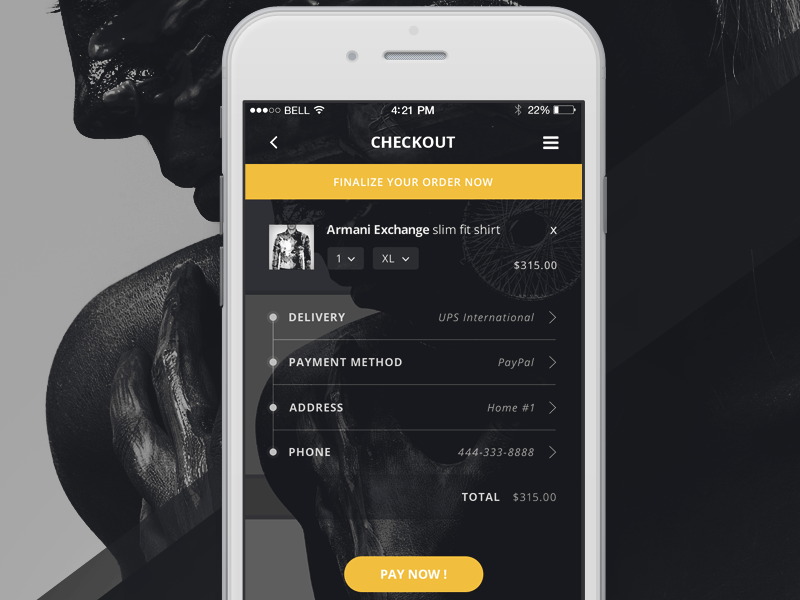 BELL 4:21 PM 22%
CHECKOUT
FINALIZE YOUR ORDER NOW
Armani Exchange slim fit shirt x
1 XL $315.00
DELIVERY UPS International
PAYMENT METHOD PayPal
ADDRESS Home #1
PHONE 444-333-8888
TOTAL $315.00
PAY NOW !